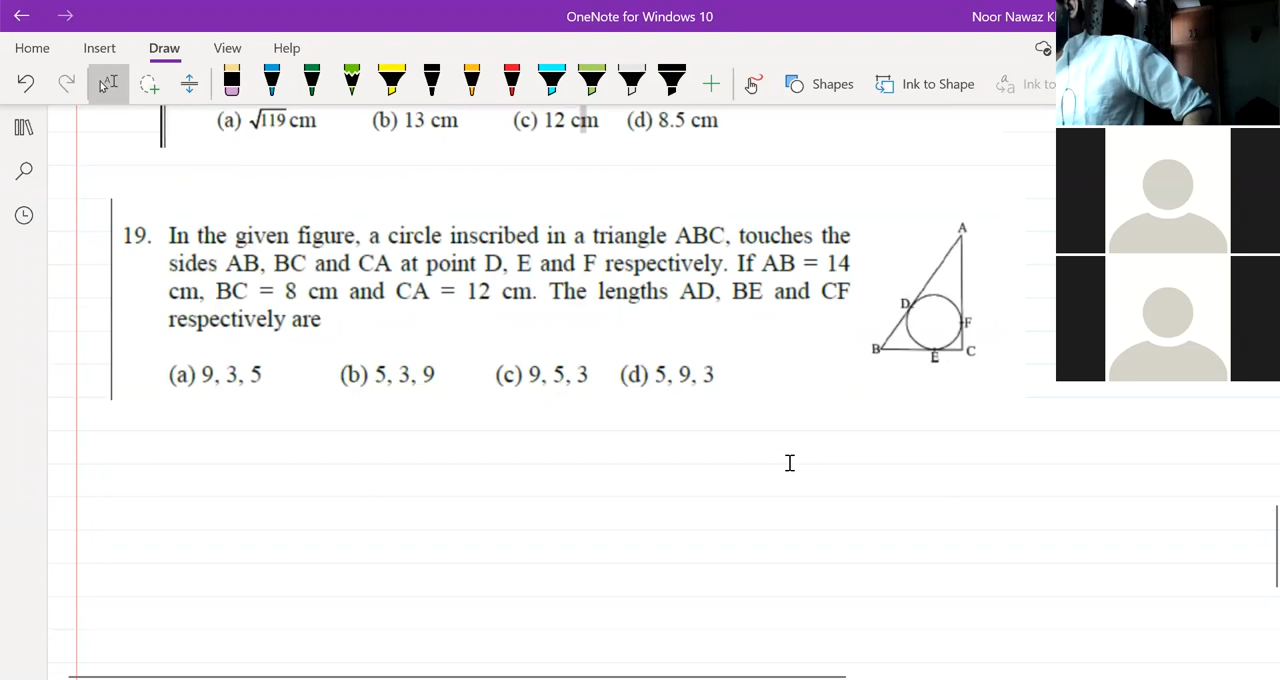 OneNote for Windows 10
Noor Nawaz K
Home Insert Draw View Help
Shapes Ink to Shape Ink to
(a) √119 cm (b) 13 cm (c) 12 cm (d) 8.5 cm
19. In the given figure, a circle inscribed in a triangle ABC, touches the
sides AB, BC and CA at point D, E and F respectively. If AB = 14
cm, BC = 8 cm and CA = 12 cm. The lengths AD, BE and CF
respectively are
(a) 9, 3, 5 (b) 5, 3, 9 (c) 9, 5, 3 (d) 5, 9, 3
A
D
F
B
E
C